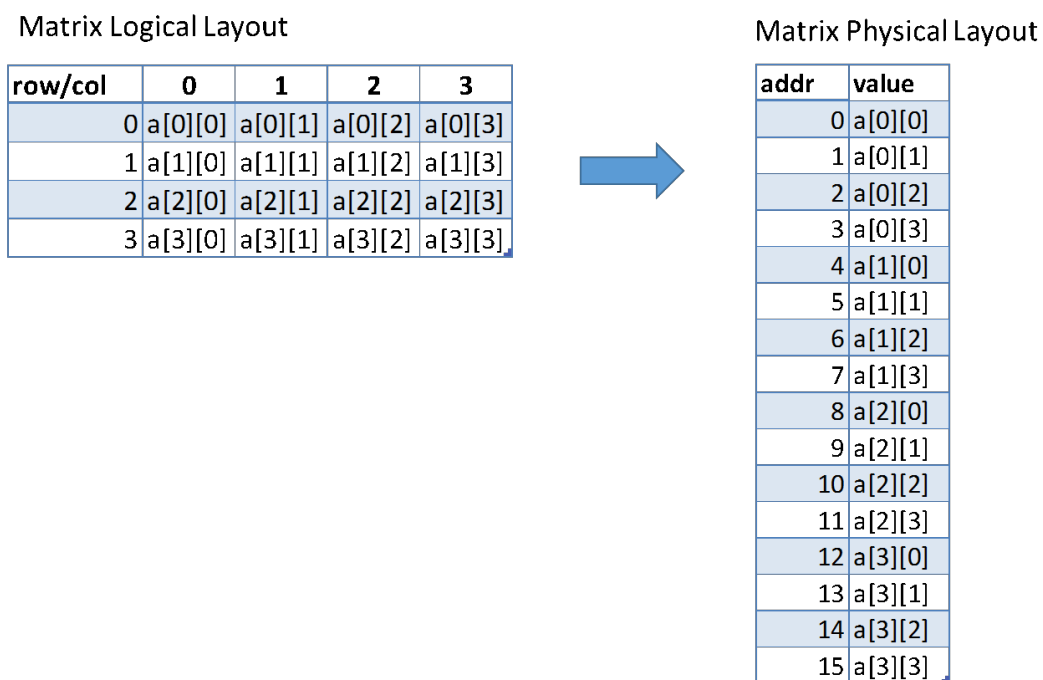 Matrix Logical Layout
row/col 0 1 2 3
0 a[0][0] a[0][1] a[0][2] a[0][3]
1 a[1][0] a[1][1] a[1][2] a[1][3]
2 a[2][0] a[2][1] a[2][2] a[2][3]
3 a[3][0] a[3][1] a[3][2] a[3][3]
Matrix Physical Layout
addr value
0 a[0][0]
1 a[0][1]
2 a[0][2]
3 a[0][3]
4 a[1][0]
5 a[1][1]
6 a[1][2]
7 a[1][3]
8 a[2][0]
9 a[2][1]
10 a[2][2]
11 a[2][3]
12 a[3][0]
13 a[3][1]
14 a[3][2]
15 a[3][3]